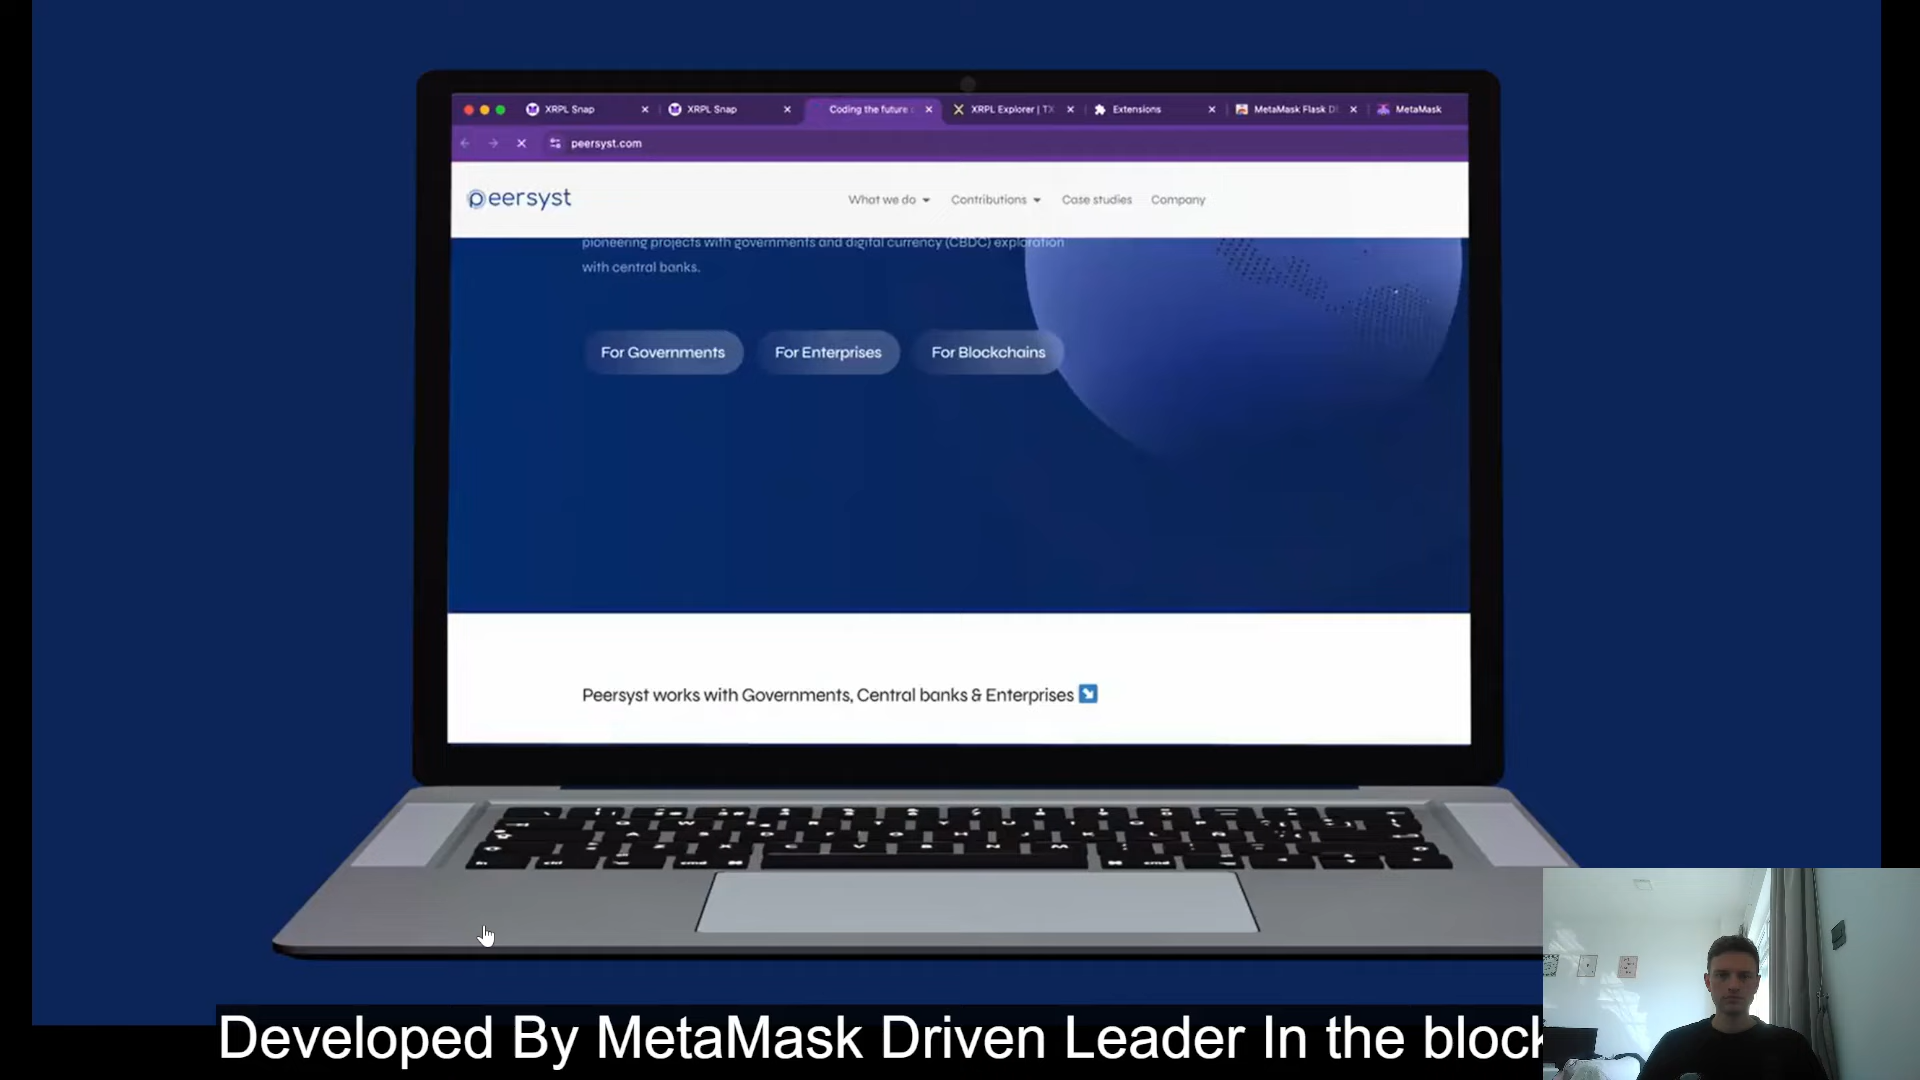 XRPL Snap
XRPL Snap
Coding the future
XRPL Explorer | TX
Extensions
MetaMask Flask D
MetaMask
peersyst.com
peersyst
What we do
Contributions
Case studies
Company
pioneering projects with governments and digital currency (CBDC) exploration
with central banks.
For Governments
For Enterprises
For Blockchains
Peersyst works with Governments, Central banks & Enterprises
Developed By MetaMask Driven Leader In the block